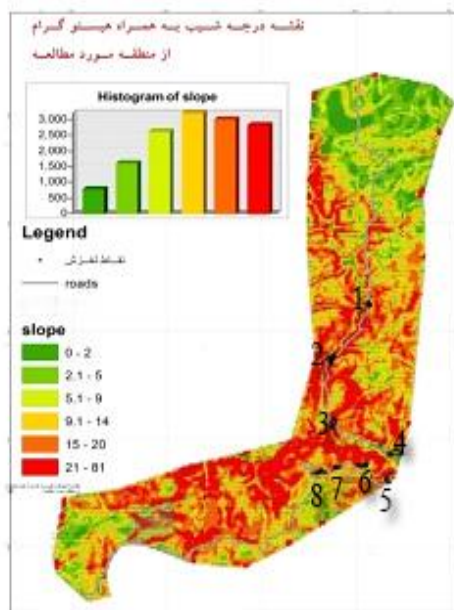 نقشه درجه شیب به همراه هیستو گرام
از منطقه مورد مطالعه
Histogram of slope
3,000
2,500
2,000
1,500
1,000
500
0
Legend
نقاط لغزش
roads
slope
0 - 2
2.1 - 5
5.1 - 9
9.1 - 14
15 - 20
21 - 81
1
2
3
4
5
6
7
8